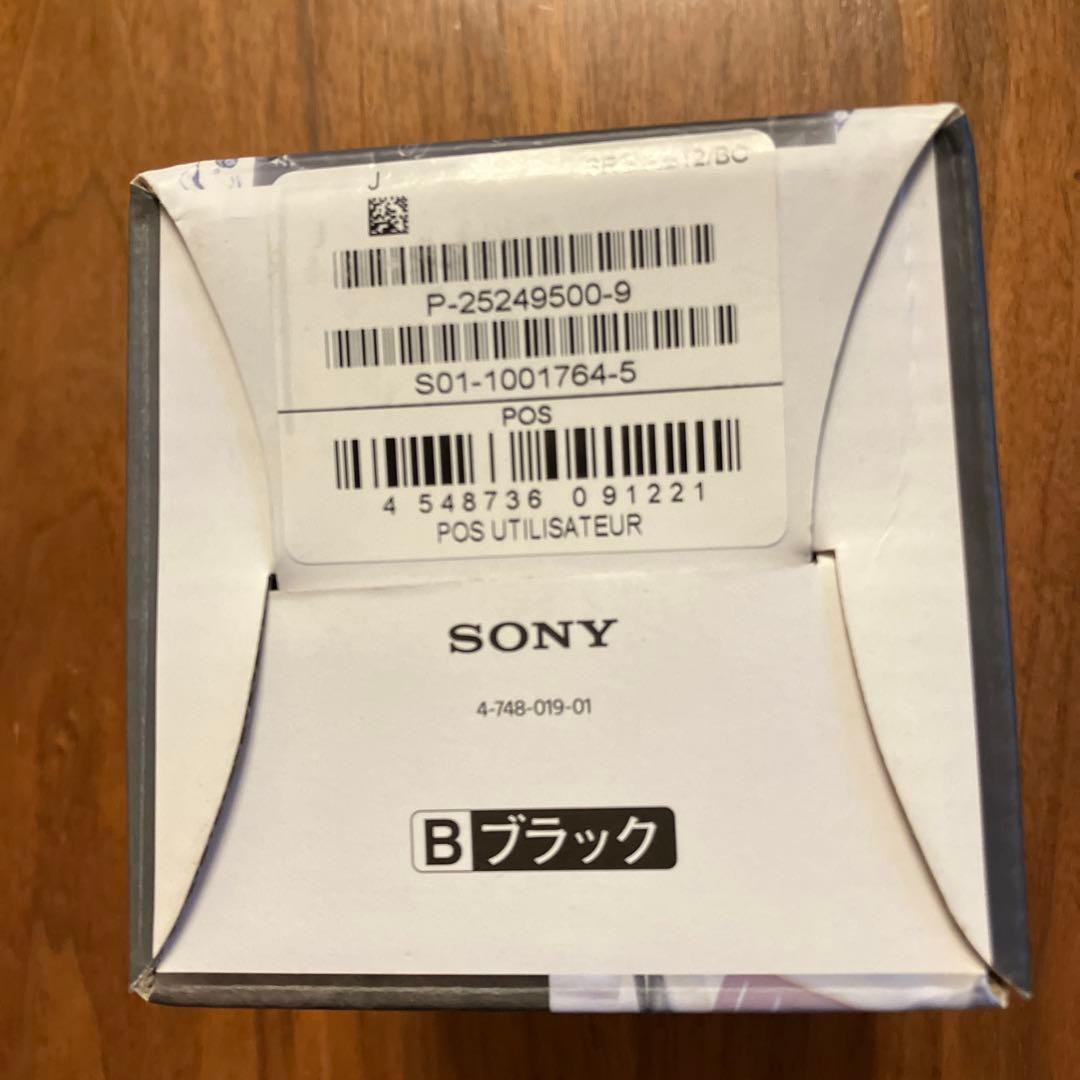 J
P-25249500-9
S01-1001764-5
POS
4 548736 091221
POS UTILISATEUR
SONY
4-748-019-01
B ブラック